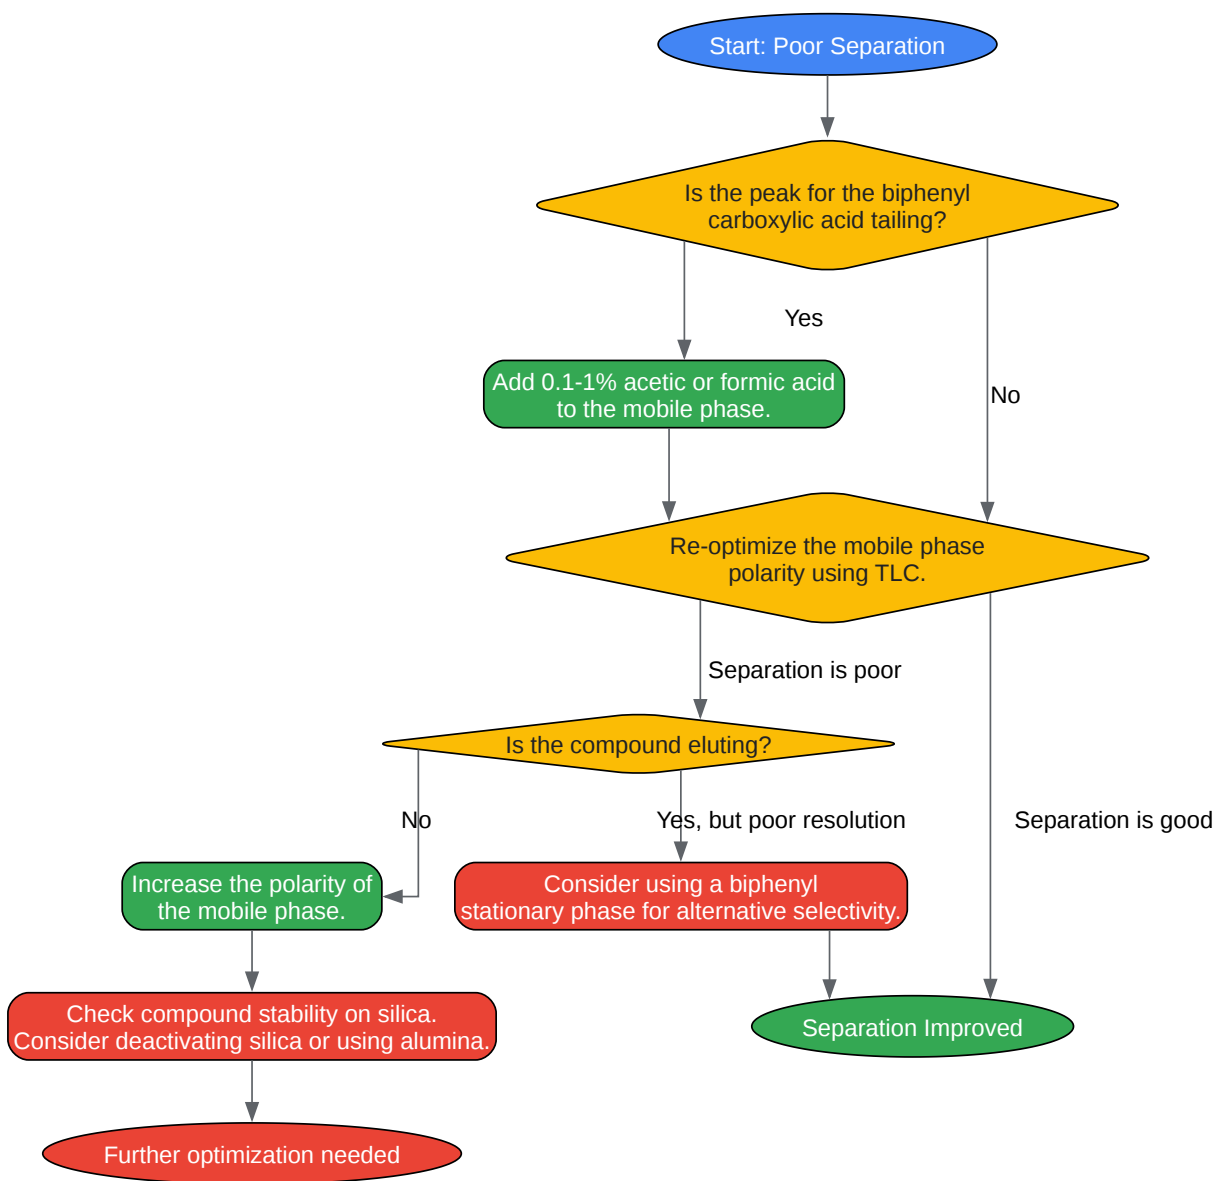 Start: Poor Separation
Is the peak for the biphenyl
carboxylic acid tailing?
Yes
Add 0.1-1% acetic or formic acid
to the mobile phase.
No
Re-optimize the mobile phase
polarity using TLC.
Separation is poor
Is the compound eluting?
No
Yes, but poor resolution
Separation is good
Increase the polarity of
the mobile phase.
Consider using a biphenyl
stationary phase for alternative selectivity.
Check compound stability on silica.
Consider deactivating silica or using alumina.
Separation Improved
Further optimization needed